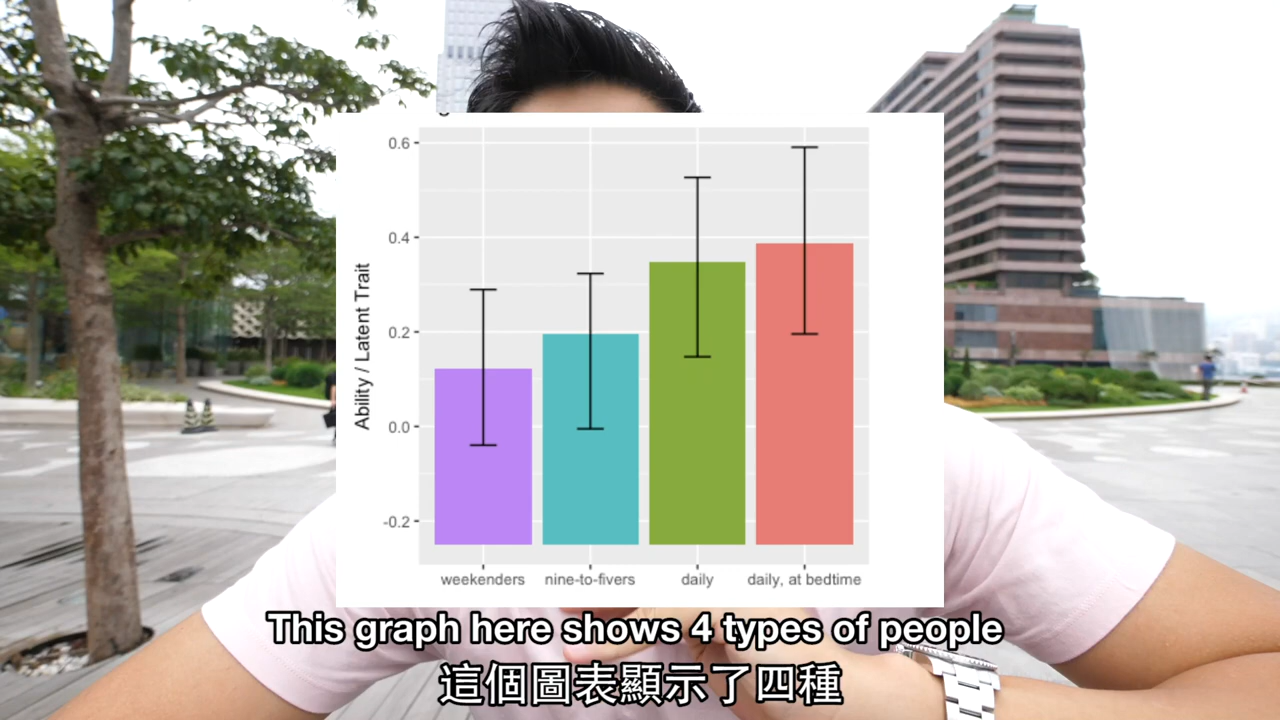 0.6
0.4
0.2
0.0
-0.2
Ability / Latent Trait
weekenders
nine-to-fivers
daily
daily, at bedtime
This graph here shows 4 types of people
這個圖表顯示了四種